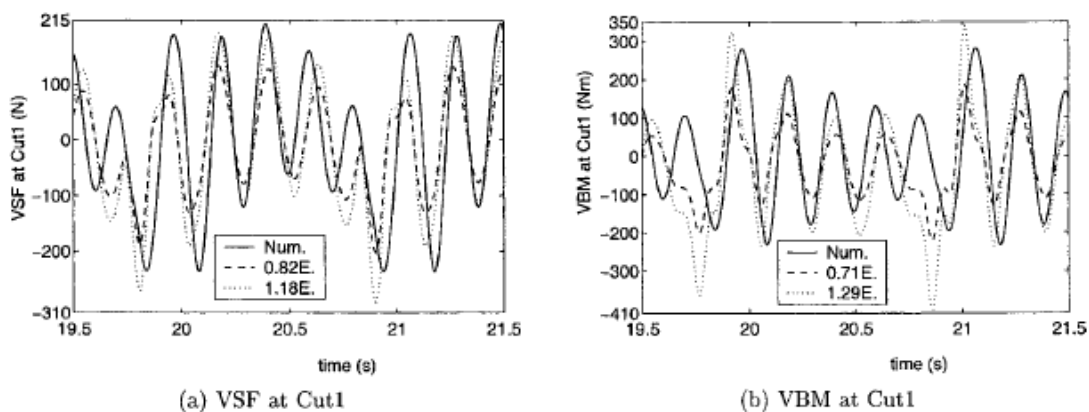 215
100
0
-100
-200
-310
VSF at Cut1 (N)
Num.
0.82E.
1.18E.
19.5 20 20.5 21 21.5
time (s)
(a) VSF at Cut1
350
300
200
100
0
-100
-200
-300
-410
VBM at Cut1 (Nm)
Num.
0.71E.
1.29E.
19.5 20 20.5 21 21.5
time (s)
(b) VBM at Cut1